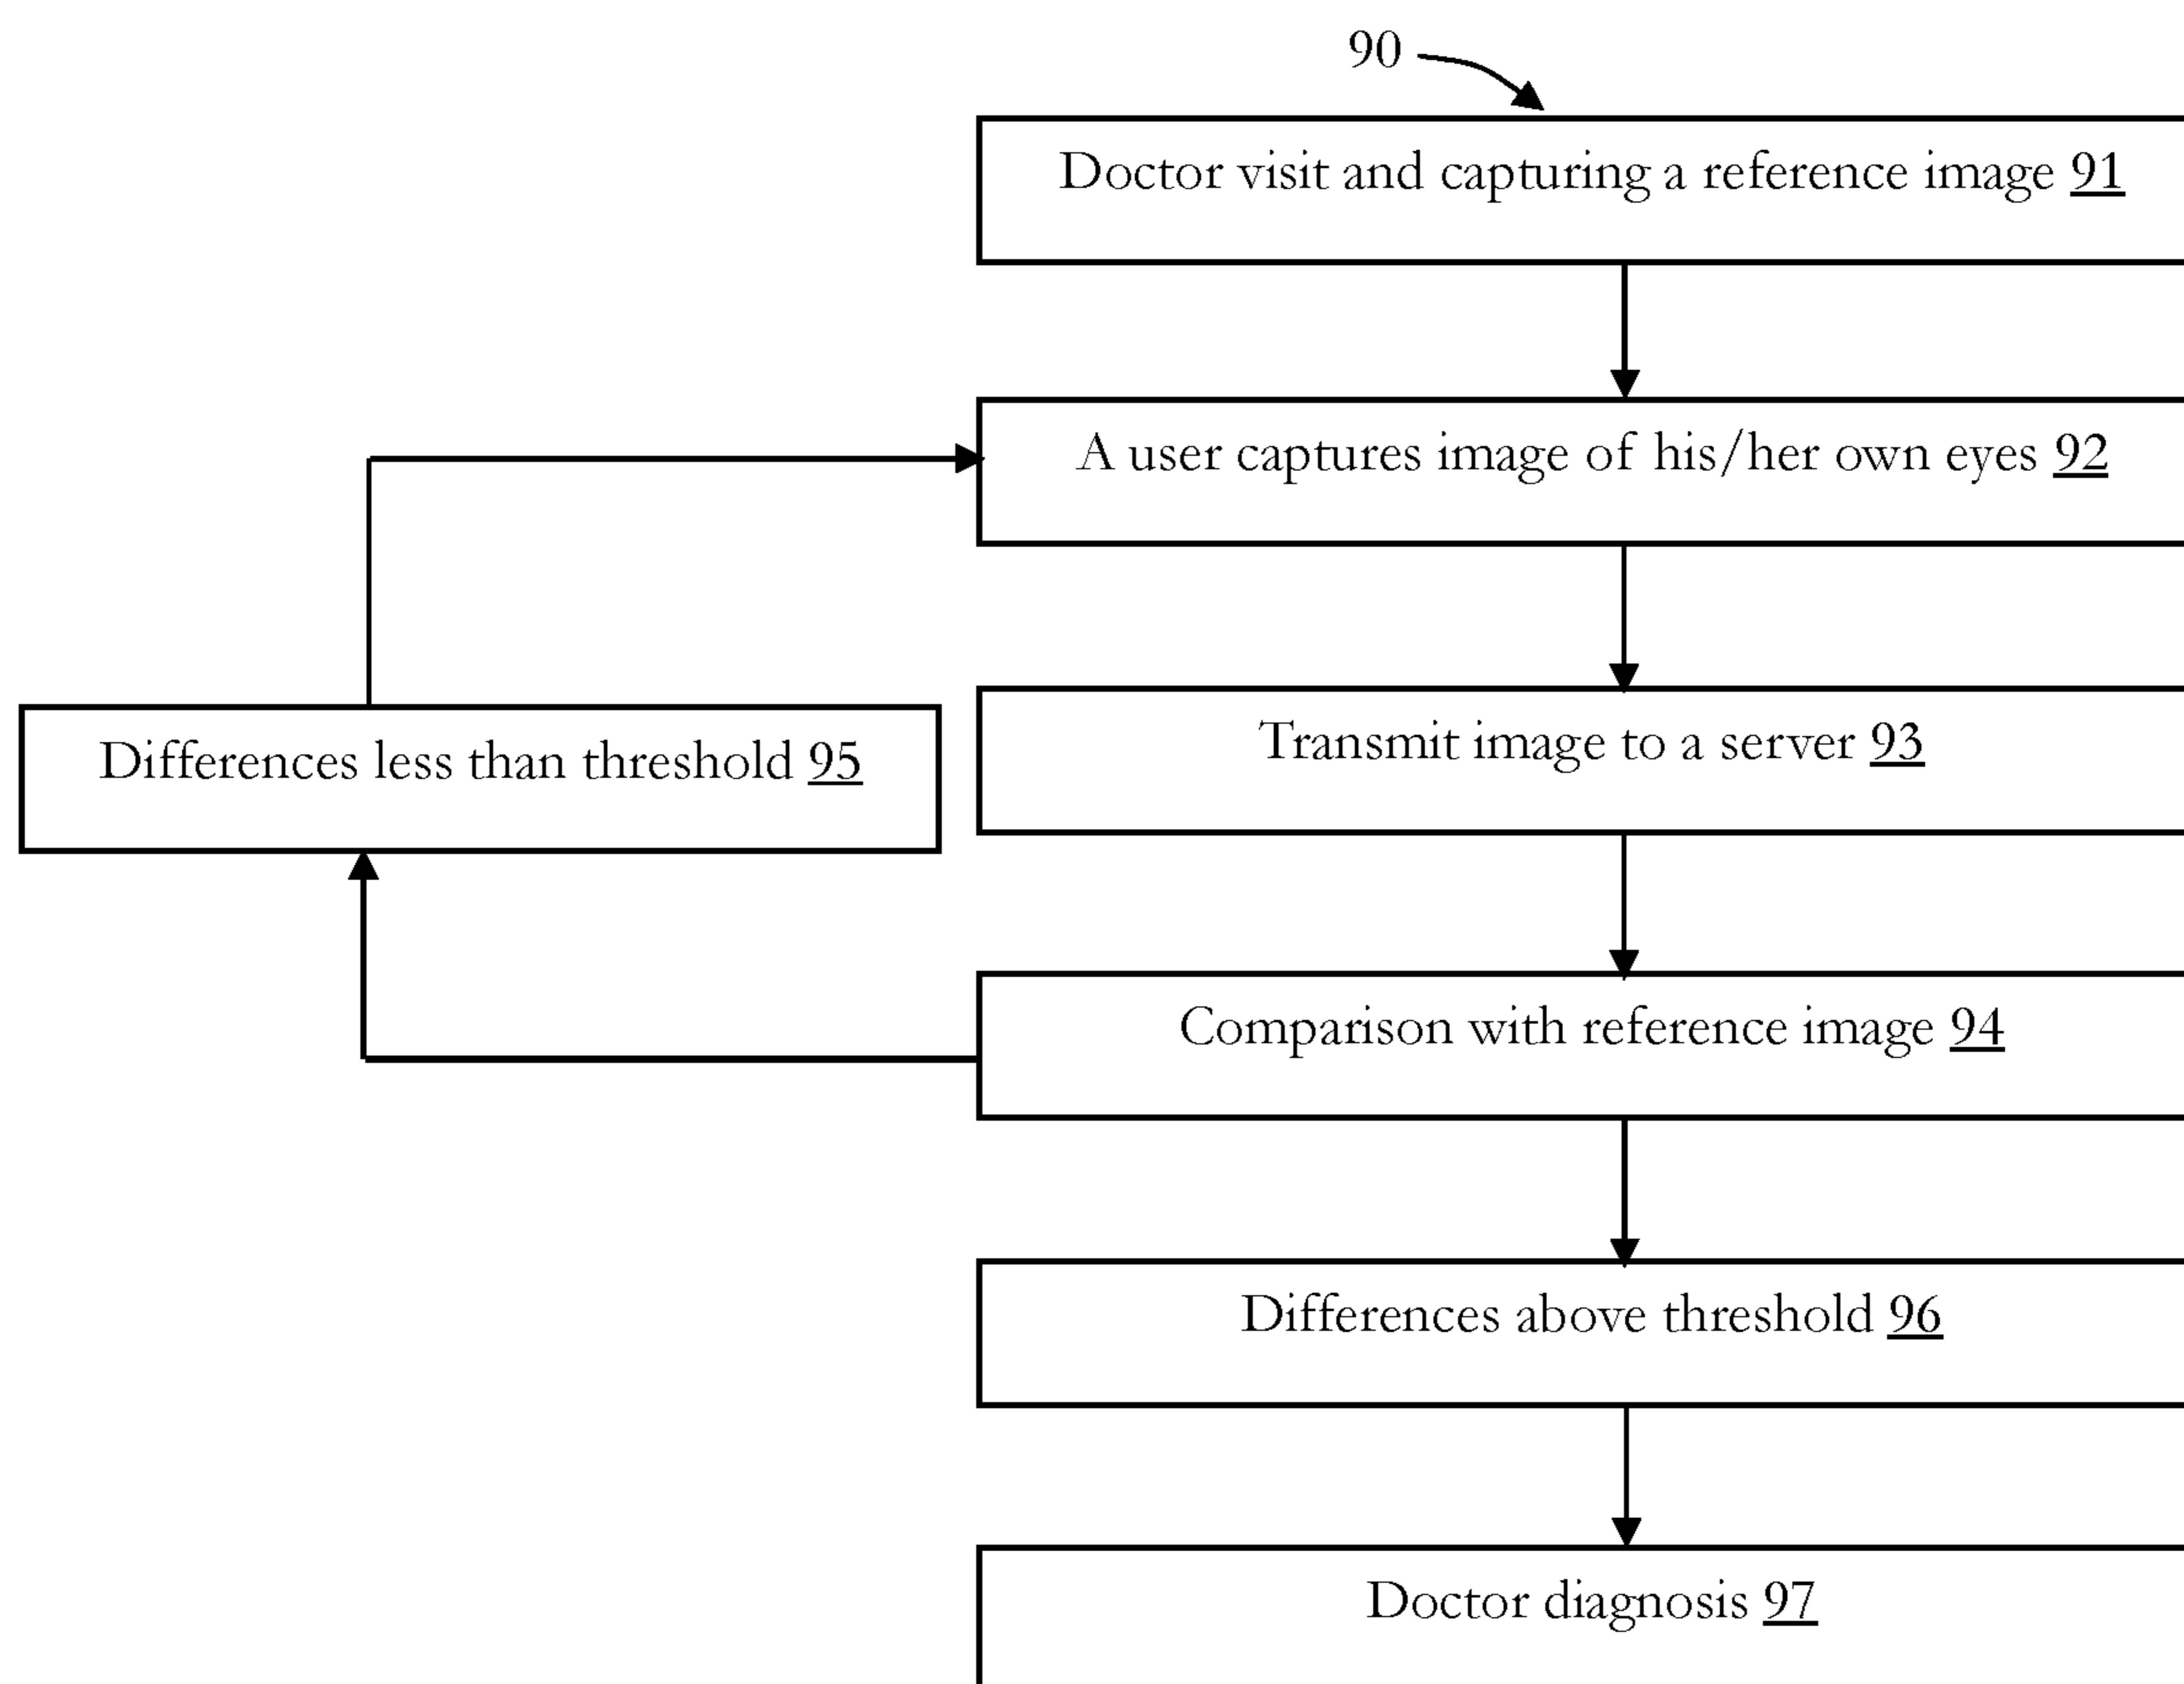 90
Doctor visit and capturing a reference image 91
A user captures image of his/her own eyes 92
Transmit image to a server 93
Differences less than threshold 95
Comparison with reference image 94
Differences above threshold 96
Doctor diagnosis 97